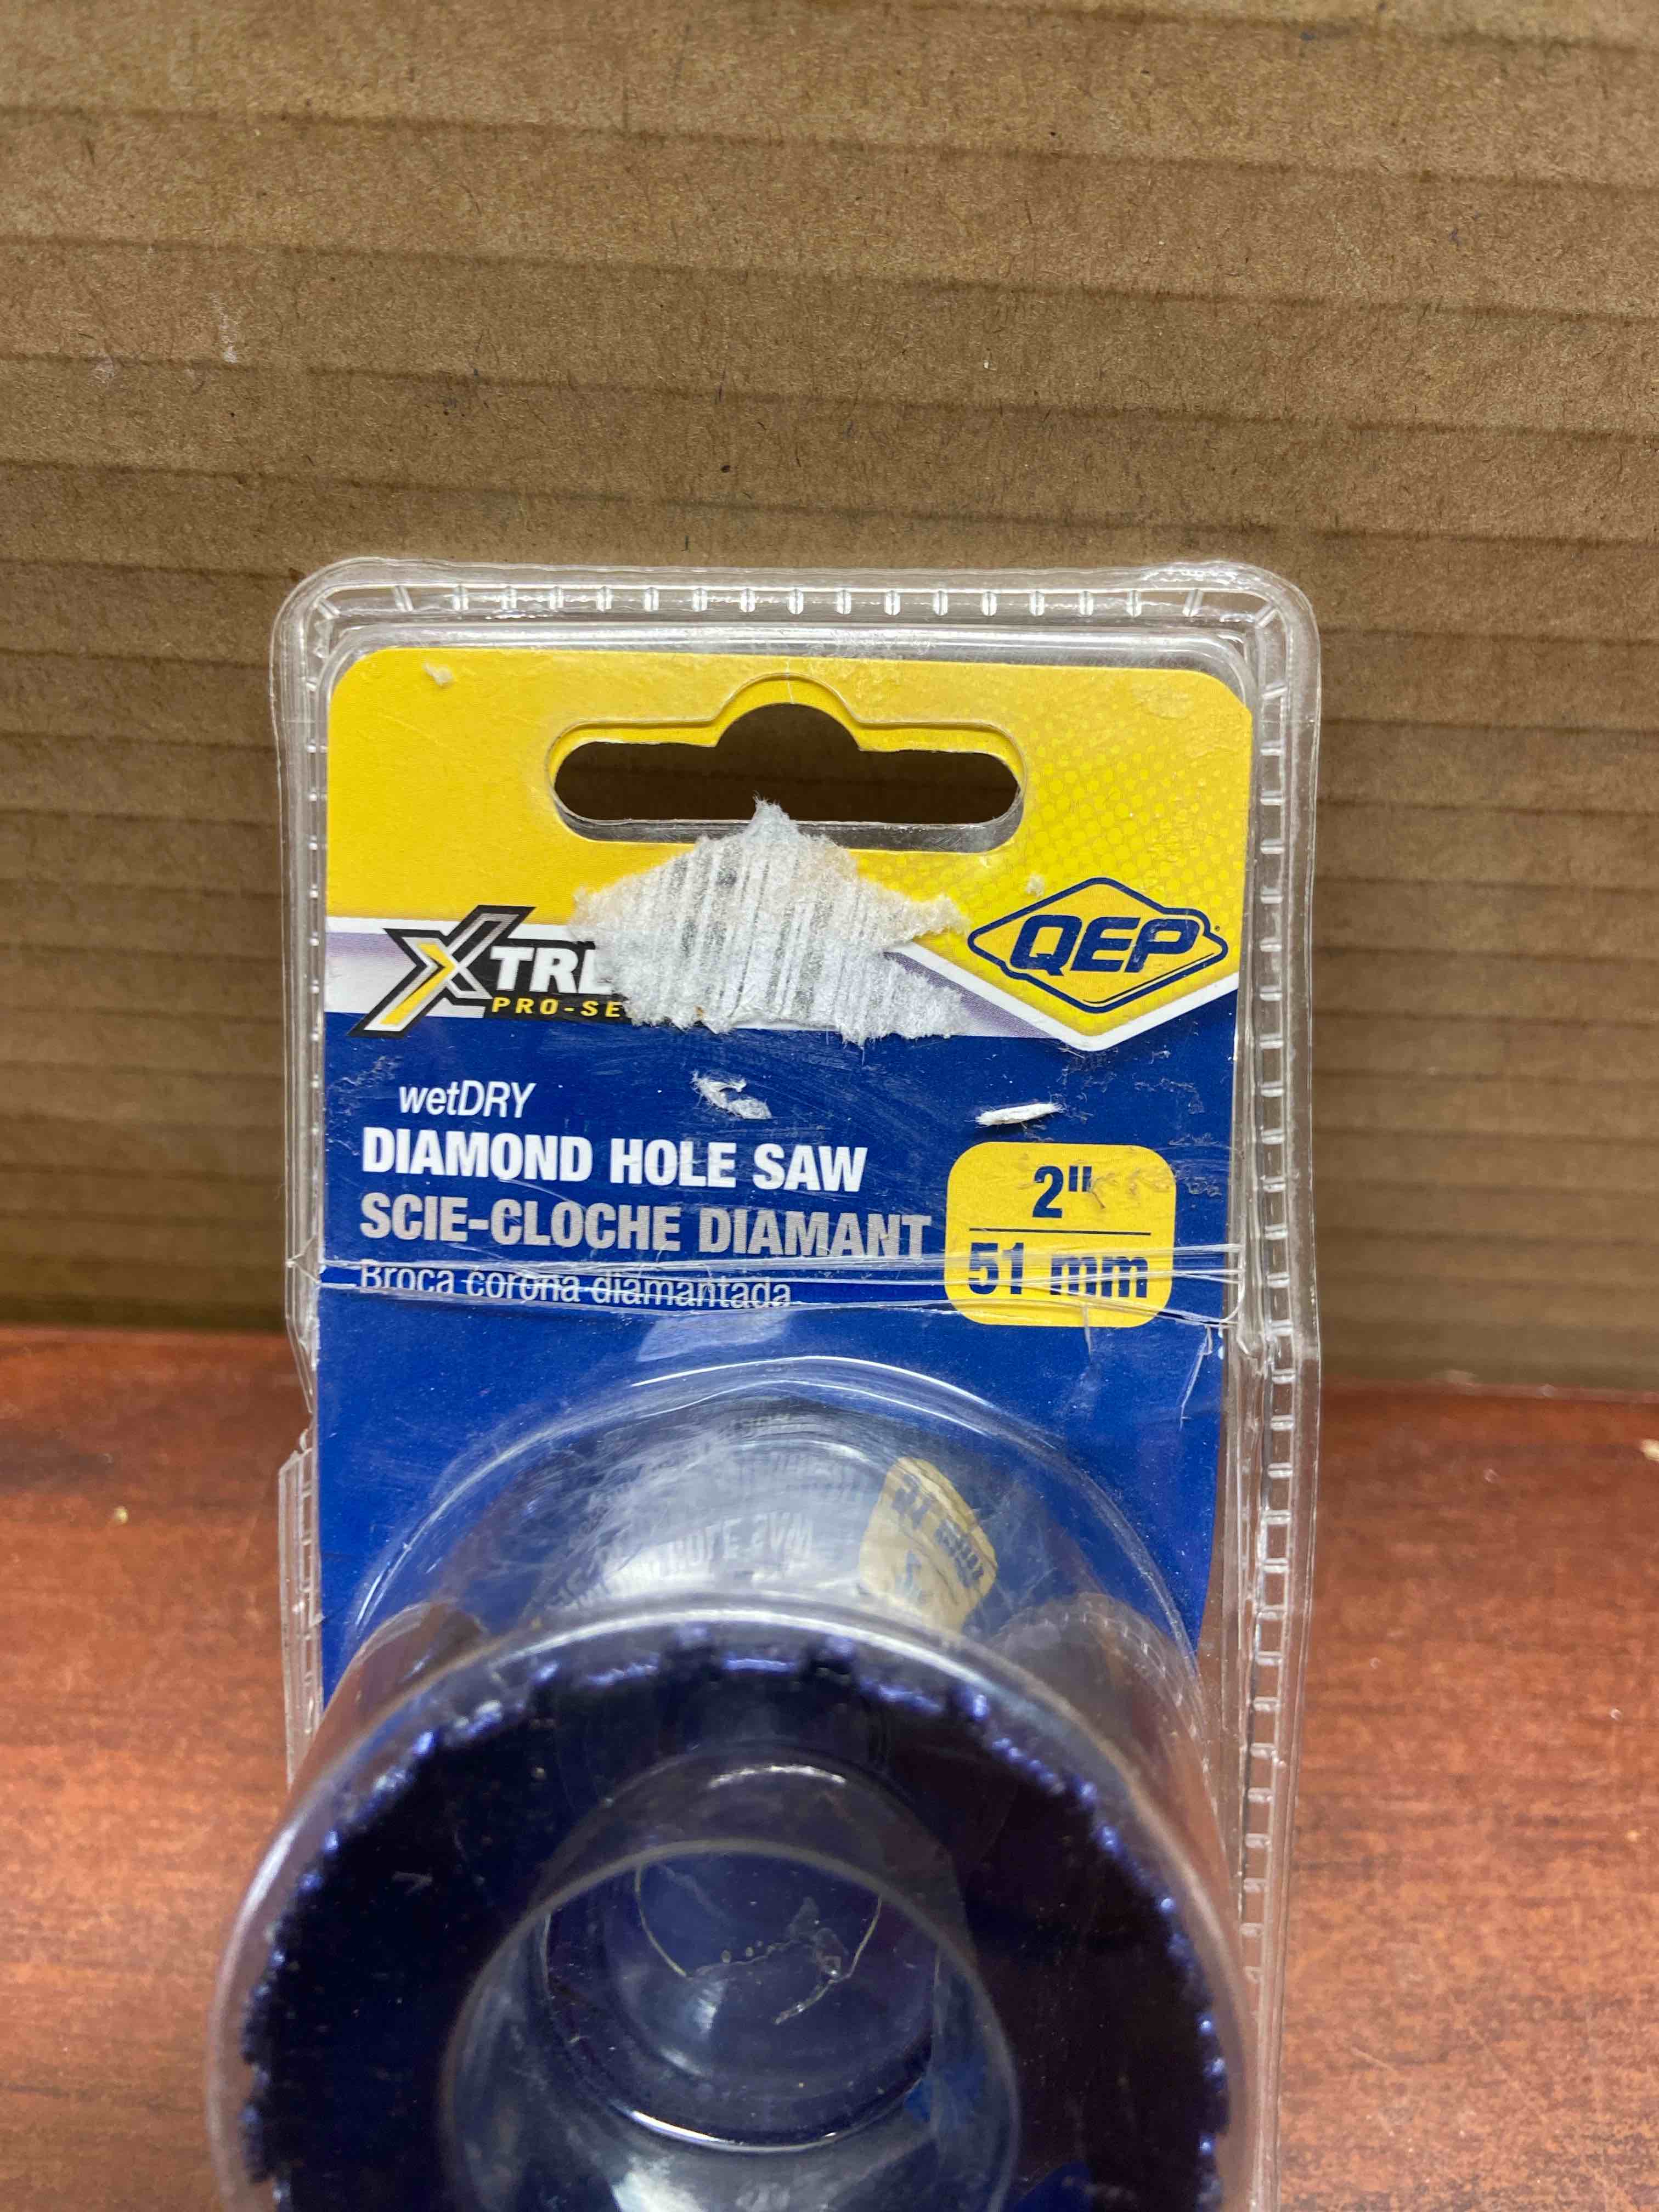 XTRE
PRO-SE
QEP
wetDRY
DIAMOND HOLE SAW
SCIE-CLOCHE DIAMANT
Broca corona diamantada
2"
51 mm